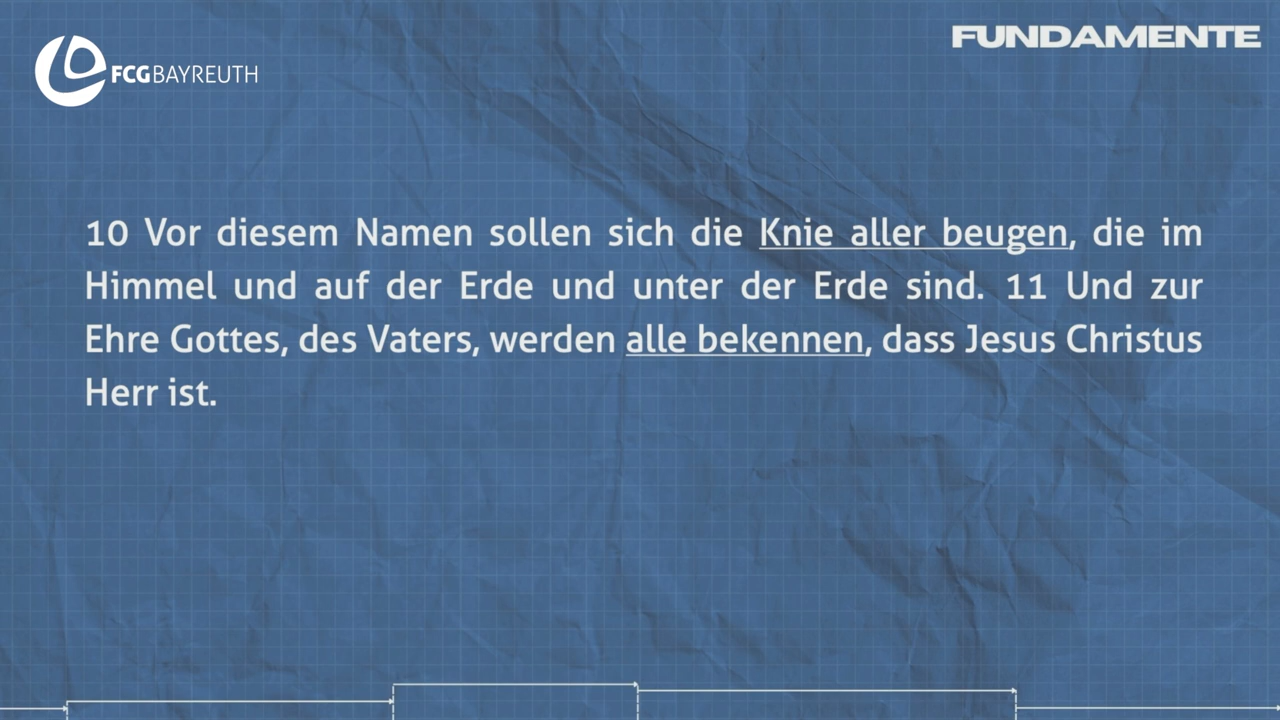 FCGBAYREUTH
FUNDAMENTE
10 Vor diesem Namen sollen sich die Knie aller beugen, die im
Himmel und auf der Erde und unter der Erde sind. 11 Und zur
Ehre Gottes, des Vaters, werden alle bekennen, dass Jesus Christus
Herr ist.